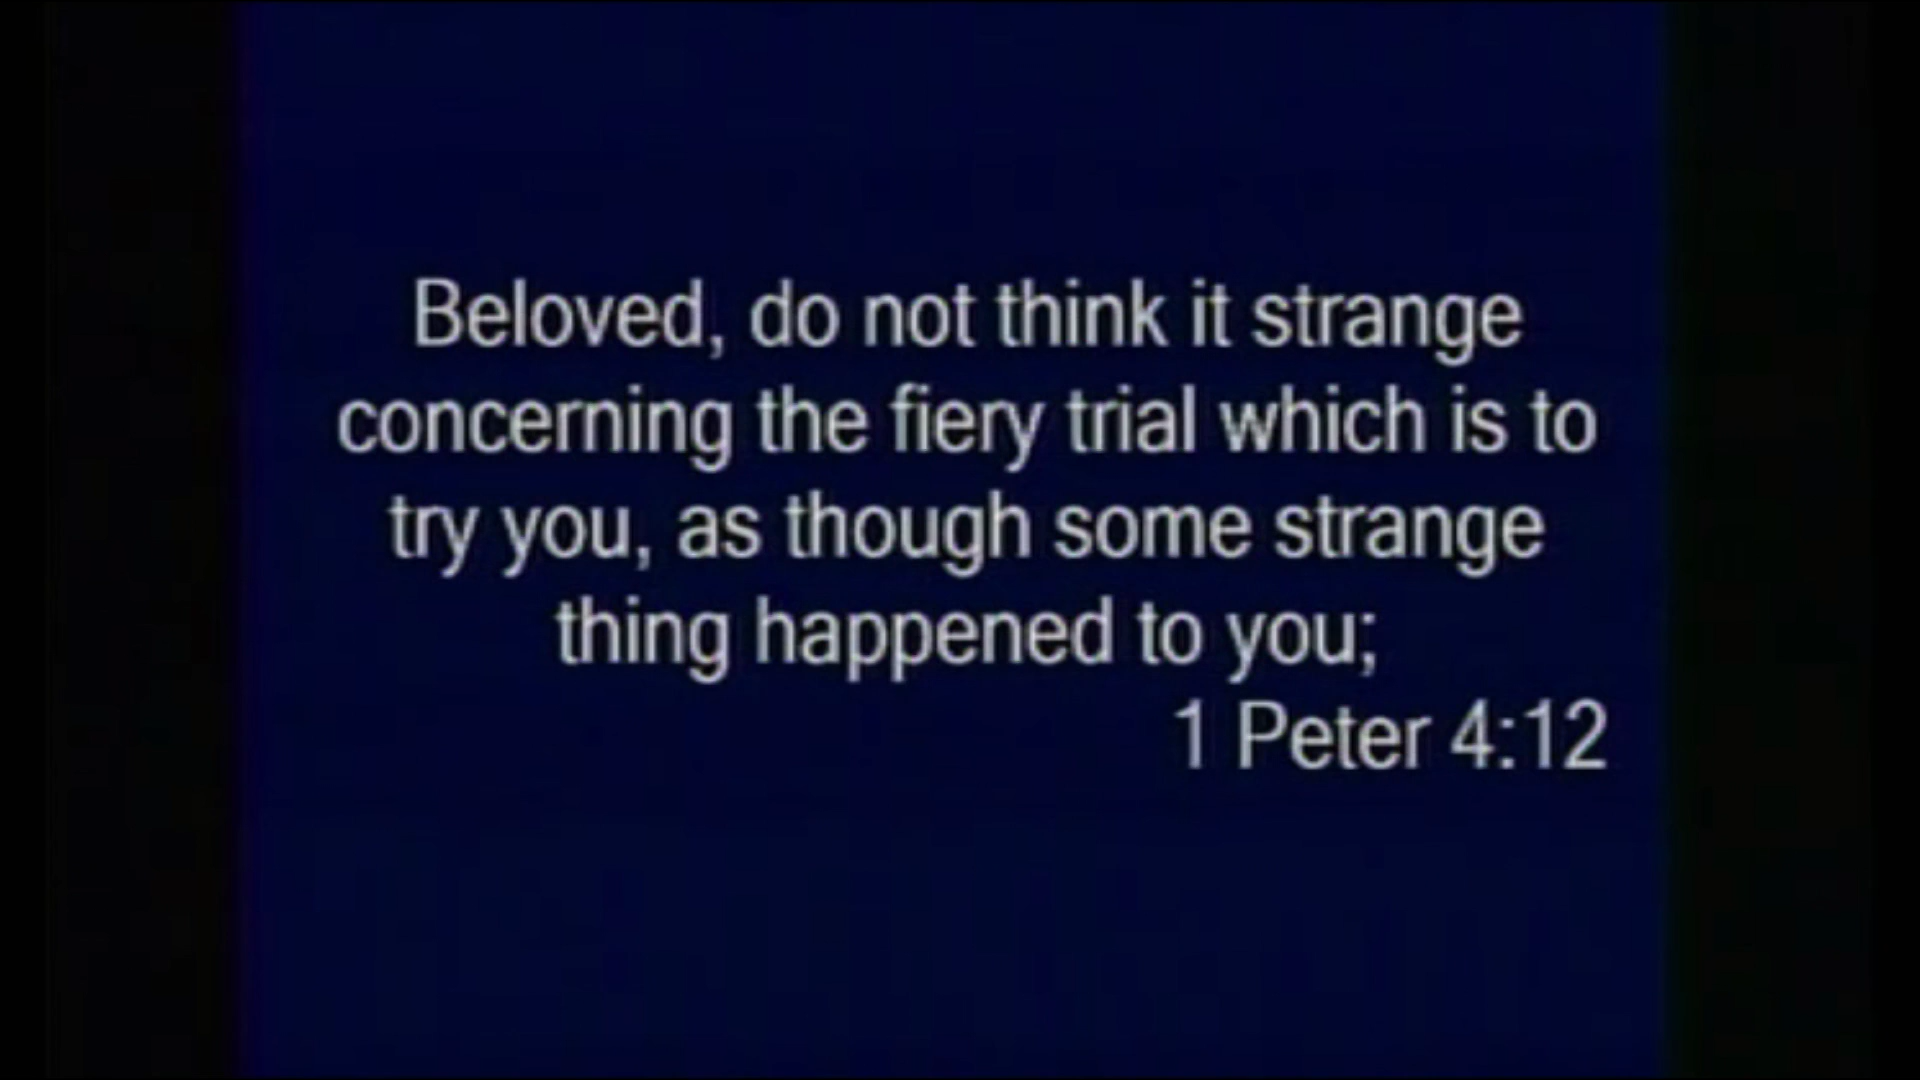 Beloved, do not think it strange
concerning the fiery trial which is to
try you, as though some strange
thing happened to you;
1 Peter 4:12